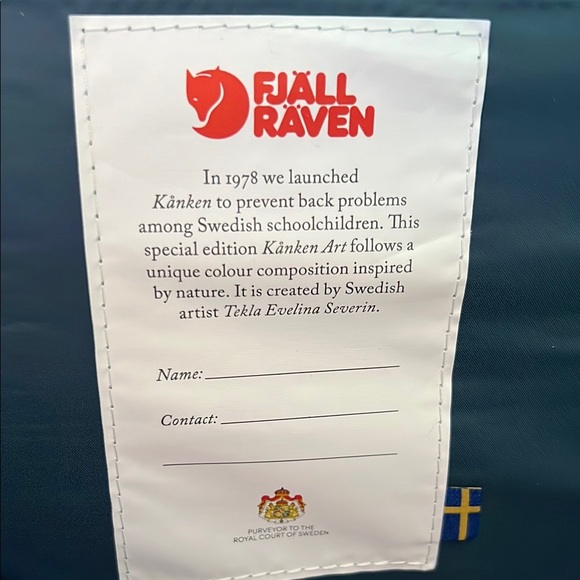 FJÄLL
RÄVEN
In 1978 we launched
Kånken to prevent back problems
among Swedish schoolchildren. This
special edition Kånken Art follows a
unique colour composition inspired
by nature. It is created by Swedish
artist Tekla Evelina Severin.
Name:
Contact:
PURVEYOR TO THE
ROYAL COURT OF SWEDEN